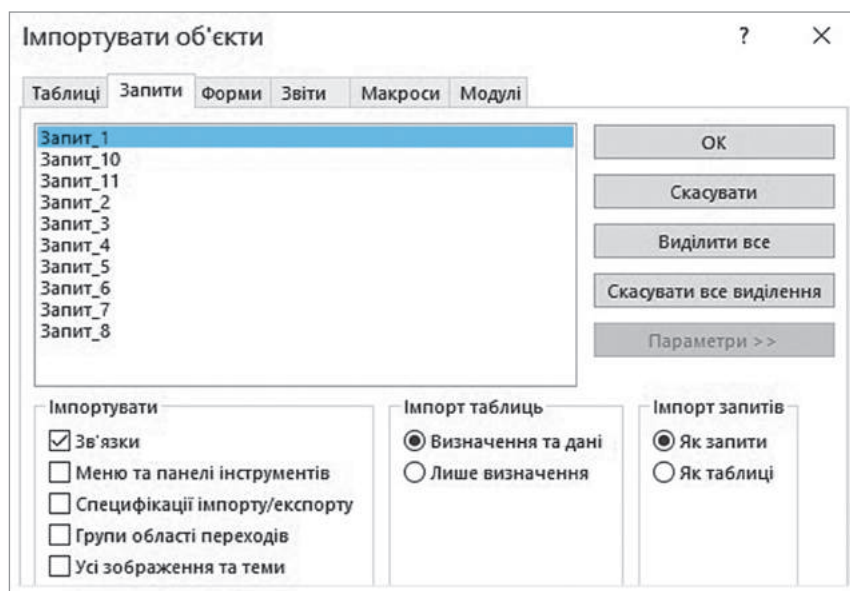 Імпортувати об'єкти ? ×
Таблиці Запити Форми Звіти Макроси Модулі
Запит_1
Запит_10
Запит_11
Запит_2
Запит_3
Запит_4
Запит_5
Запит_6
Запит_7
Запит_8
ОК
Скасувати
Виділити все
Скасувати все виділення
Параметри >>
Імпортувати
Зв'язки
Меню та панелі інструментів
Специфікації імпорту/експорту
Групи області переходів
Усі зображення та теми
Імпорт таблиць
Визначення та дані
Лише визначення
Імпорт запитів
Як запити
Як таблиці